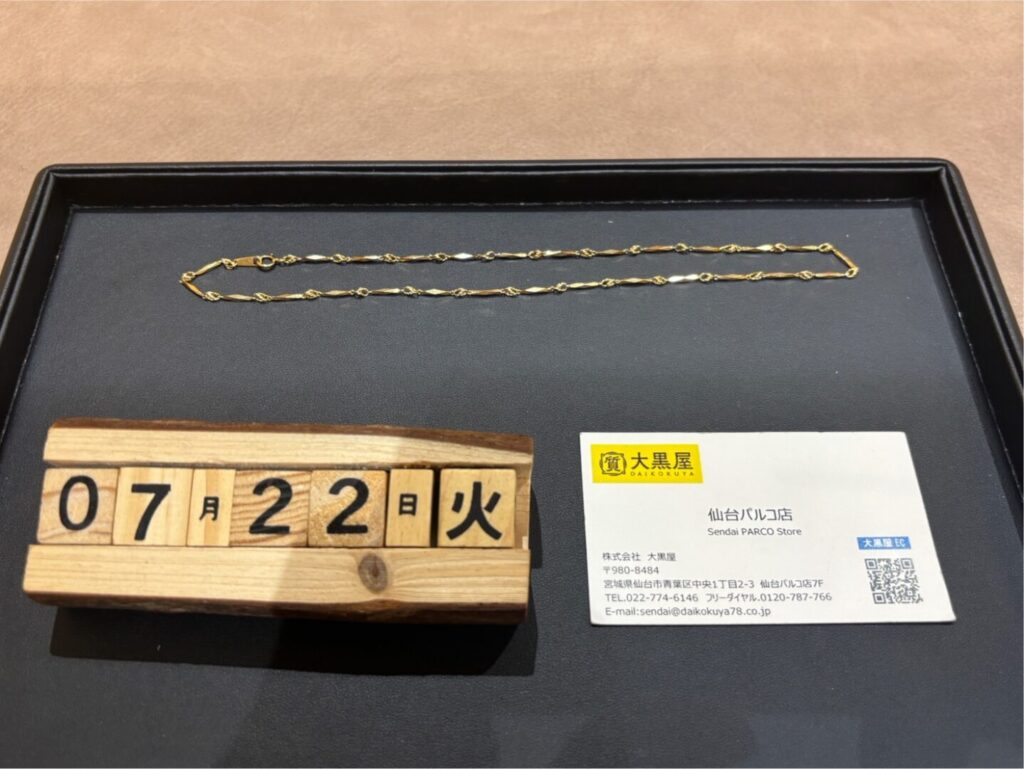 07月22日火
質 大黒屋
DAIKOKUYA
仙台パルコ店
Sendai PARCO Store
大黒屋 EC
株式会社 大黒屋
〒980-8484
宮城県仙台市青葉区中央1丁目2-3 仙台パルコ店7F
TEL.022-774-6146 フリーダイヤル.0120-787-766
E-mail:sendai@daikokuya78.co.jp